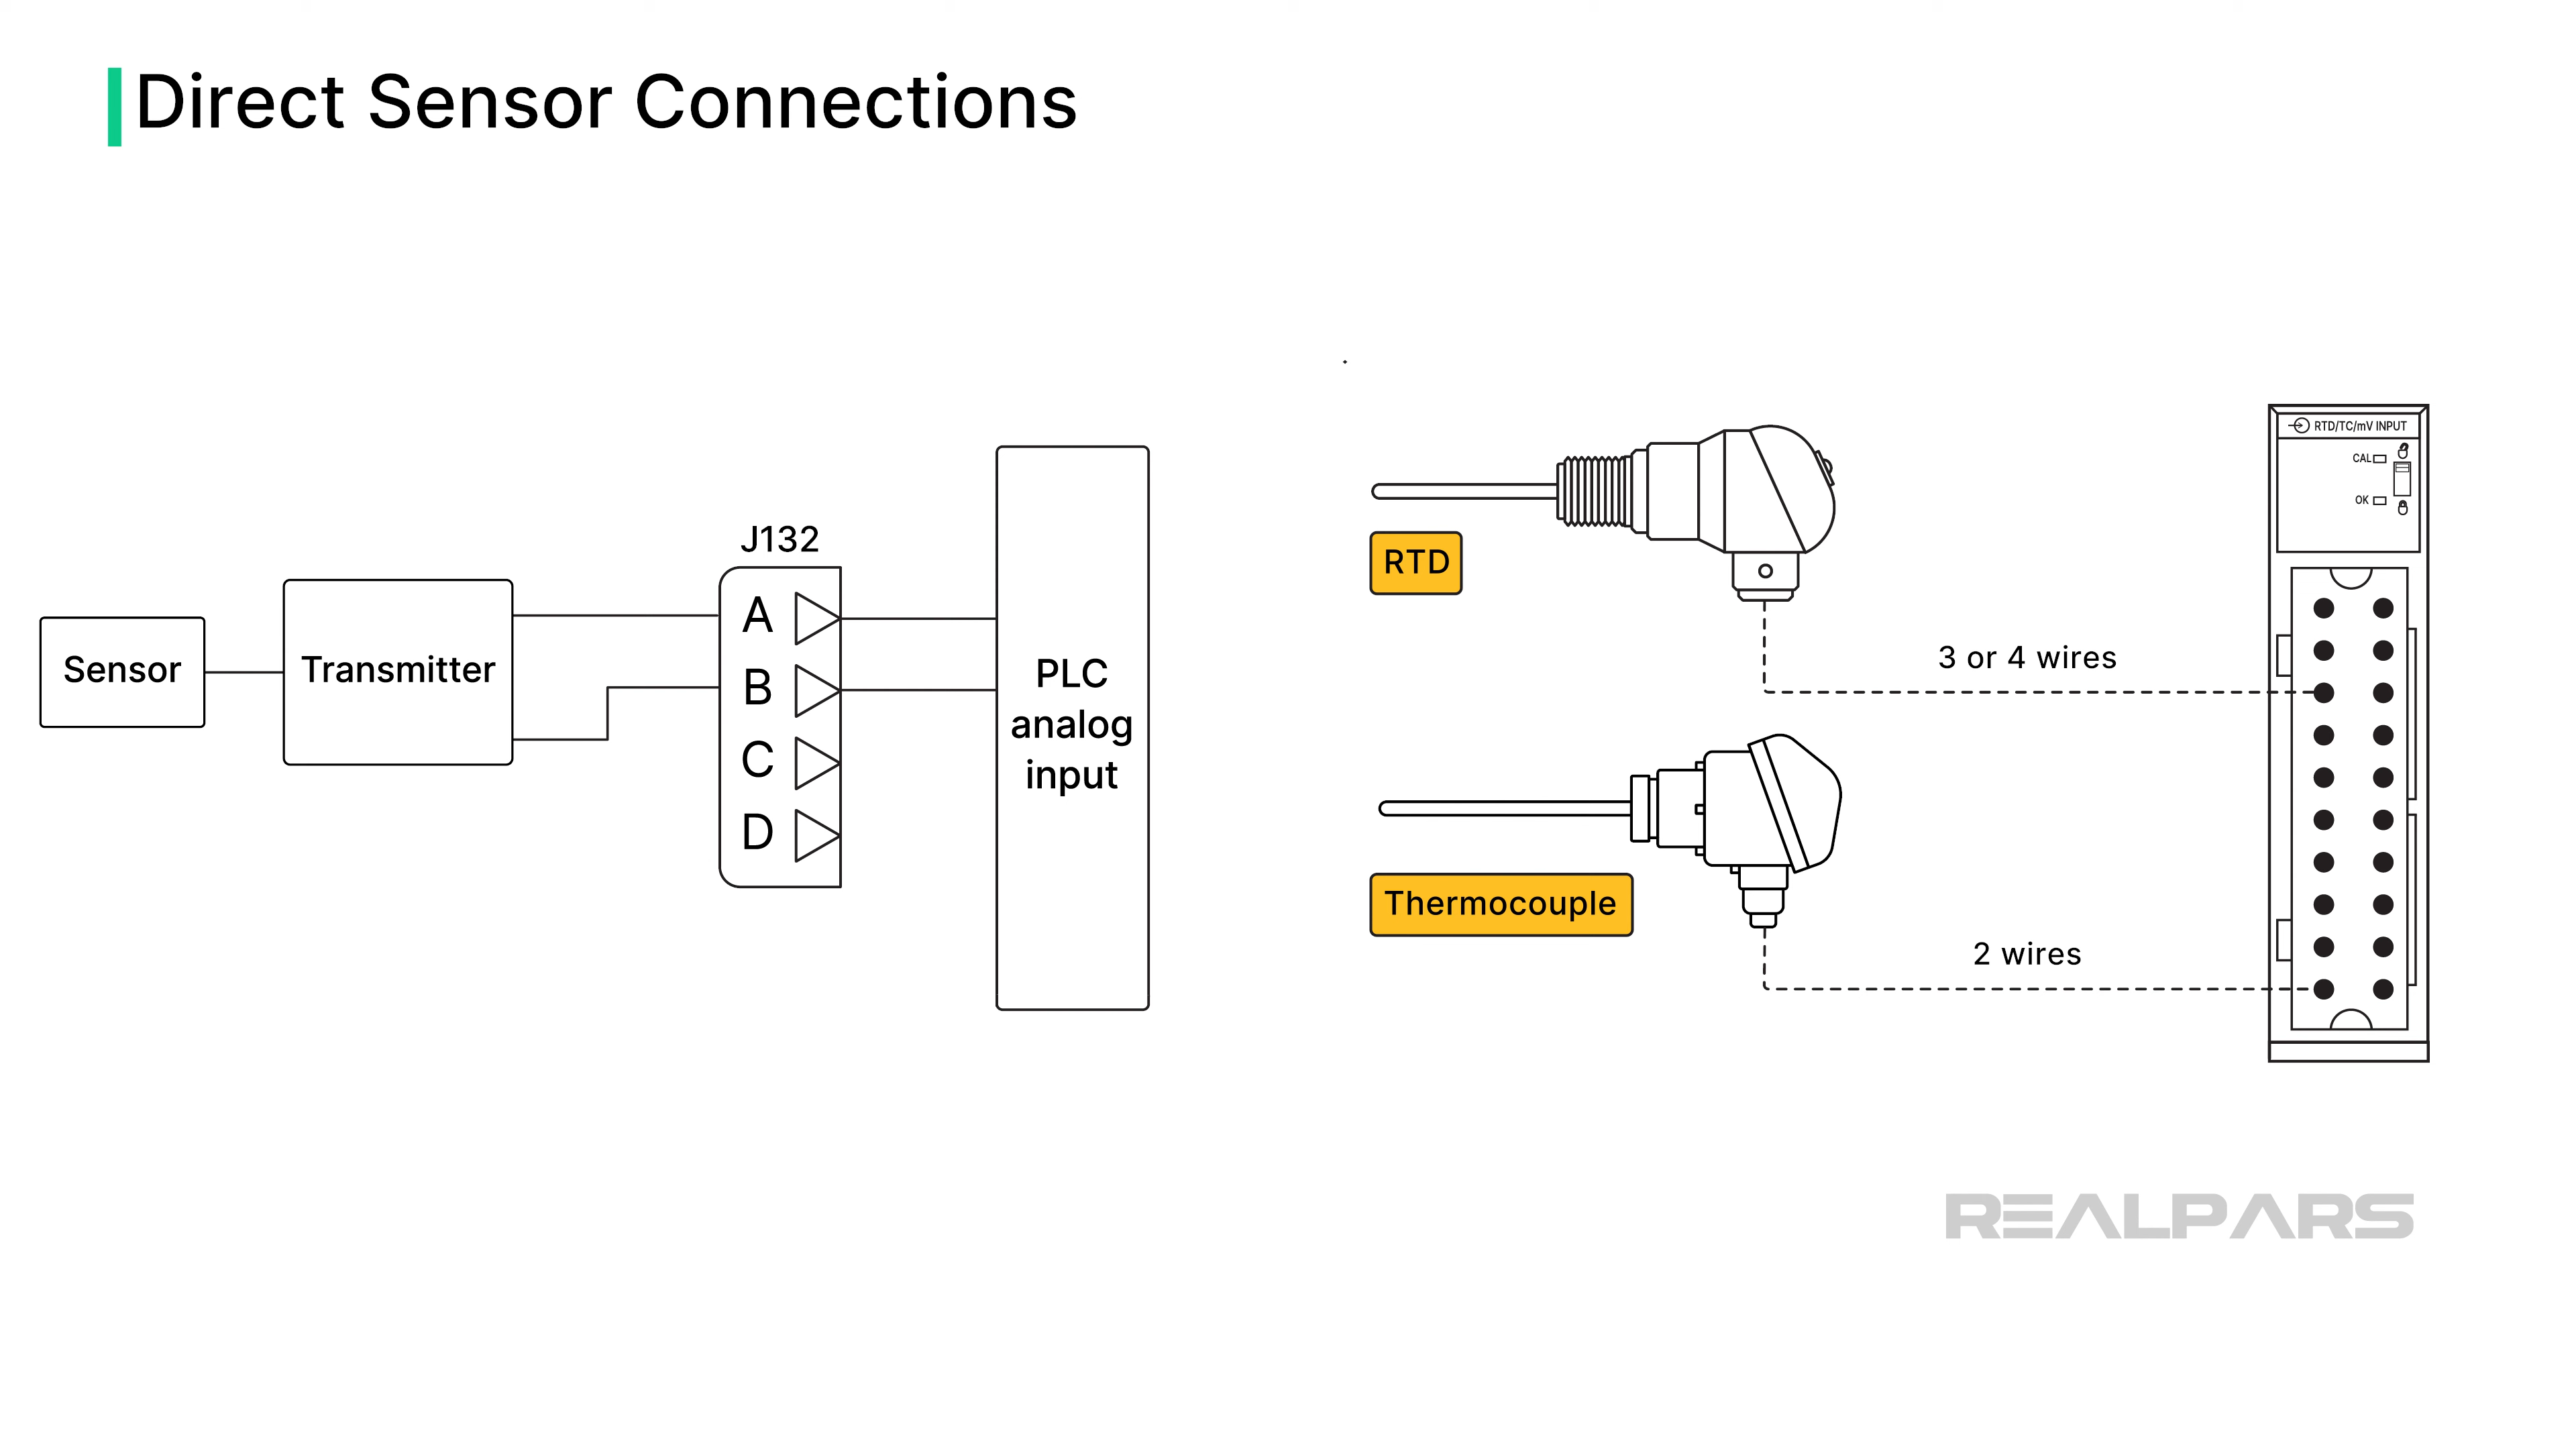 Direct Sensor Connections
Sensor
Transmitter
J132
A
B
C
D
PLC
analog
input
RTD
3 or 4 wires
Thermocouple
2 wires
RTD/TC/mV INPUT
CAL
OK
REALPARS